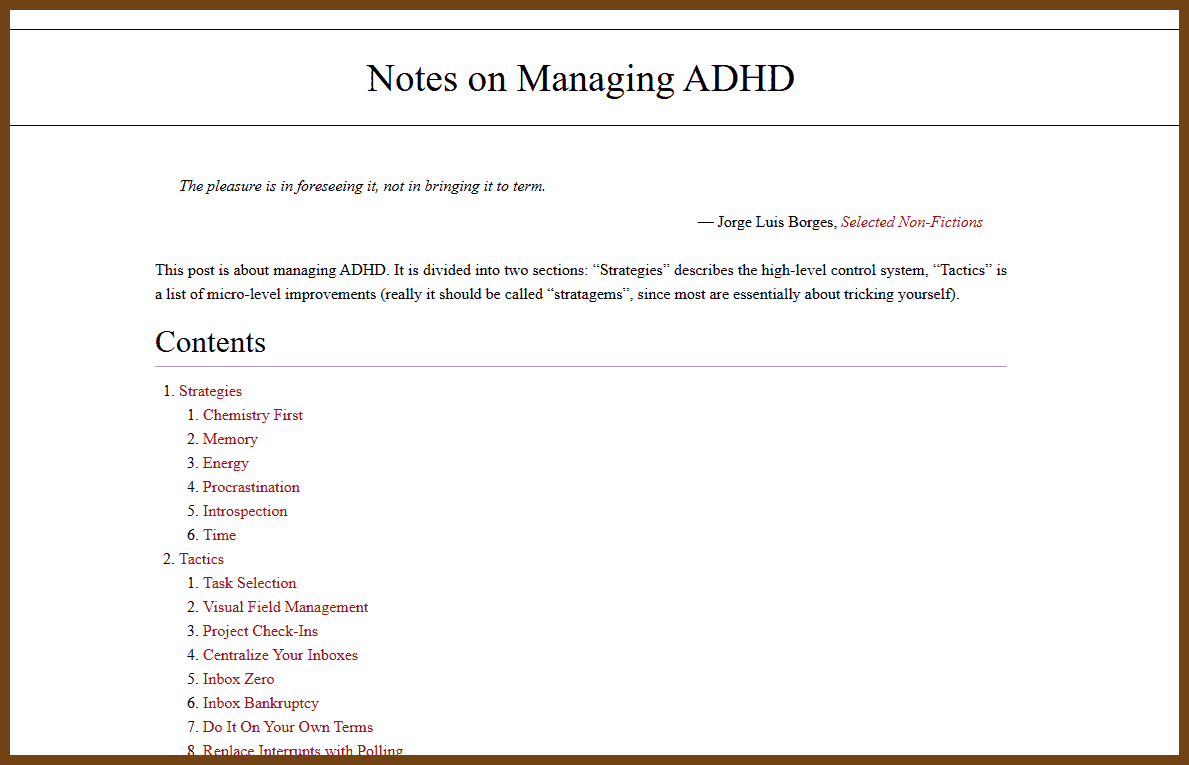 Notes on Managing ADHD
The pleasure is in foreseeing it, not in bringing it to term.
— Jorge Luis Borges, Selected Non-Fictions
This post is about managing ADHD. It is divided into two sections: “Strategies” describes the high-level control system, “Tactics” is
a list of micro-level improvements (really it should be called “stratagems”, since most are essentially about tricking yourself).
Contents
1. Strategies
1. Chemistry First
2. Memory
3. Energy
4. Procrastination
5. Introspection
6. Time
2. Tactics
1. Task Selection
2. Visual Field Management
3. Project Check-Ins
4. Centralize Your Inboxes
5. Inbox Zero
6. Inbox Bankruptcy
7. Do It On Your Own Terms
8. Replace Interrupts with Polling